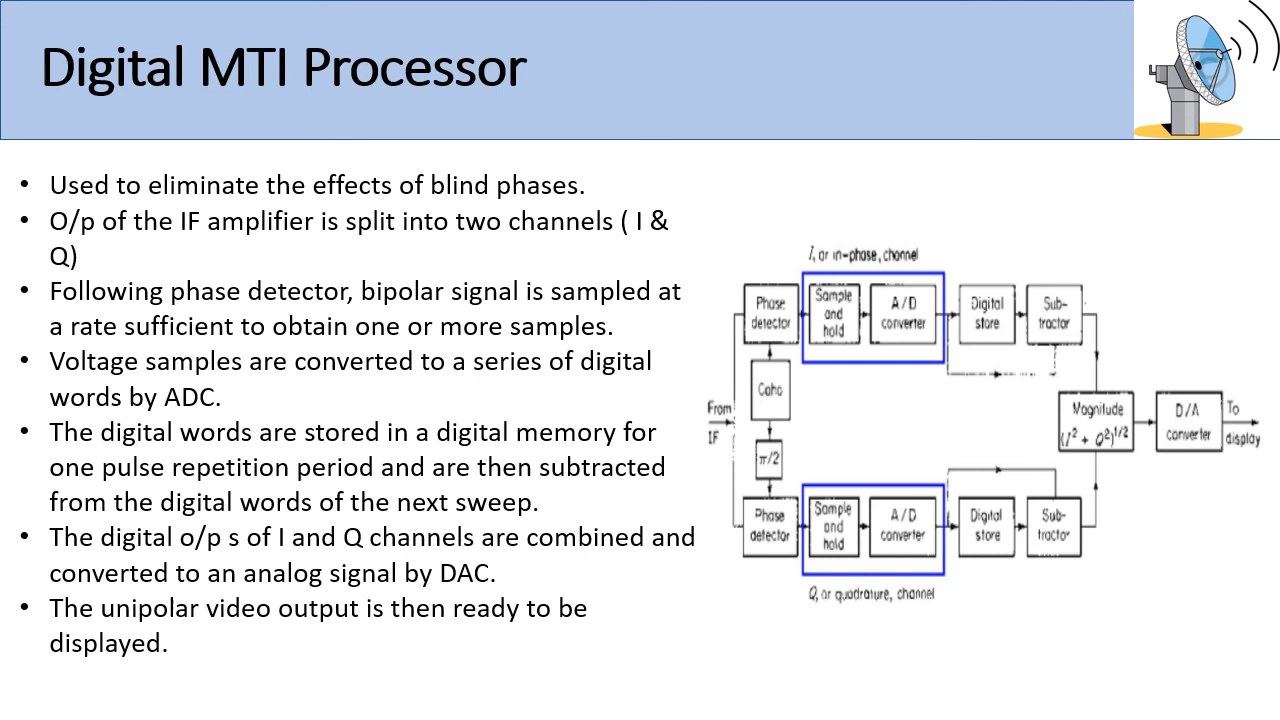 Digital MTI Processor
• Used to eliminate the effects of blind phases.
• O/p of the IF amplifier is split into two channels ( I &
Q)
• Following phase detector, bipolar signal is sampled at
a rate sufficient to obtain one or more samples.
• Voltage samples are converted to a series of digital
words by ADC.
• The digital words are stored in a digital memory for
one pulse repetition period and are then subtracted
from the digital words of the next sweep.
• The digital o/p s of I and Q channels are combined and
converted to an analog signal by DAC.
• The unipolar video output is then ready to be
displayed.
I, or in-phase, channel
Phase
detector
Sample
and
hold
A/D
converter
Digital
store
Sub-
tractor
Coho
From
IF
π/2
Magnitude
(I² + Q²)1/2
D/A
converter
To
display
Phase
detector
Sample
and
hold
A/D
converter
Digital
store
Sub-
tractor
Q, or quadrature, channel